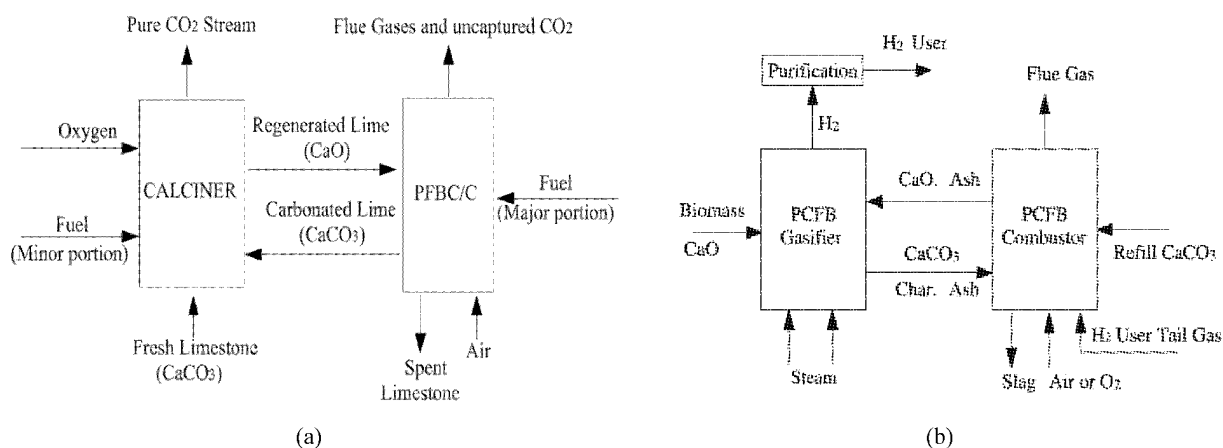 Pure CO2 Stream
Flue Gases and uncaptured CO2
Oxygen
Regenerated Lime
(CaO)
CALCINER
PFBC/C
Fuel
(Minor portion)
Carbonated Lime
(CaCO3)
Fuel
(Major portion)
Fresh Limestone
(CaCO3)
Spent
Limestone
Air
(a)
H2 User
Purification
Flue Gas
H2
CaO. Ash
Biomass
CaO
PCFB
Gasifier
PCFB
Combustor
CaCO3
Char. Ash
Refill CaCO3
Steam
H2 User Tail Gas
Slag Air or O2
(b)